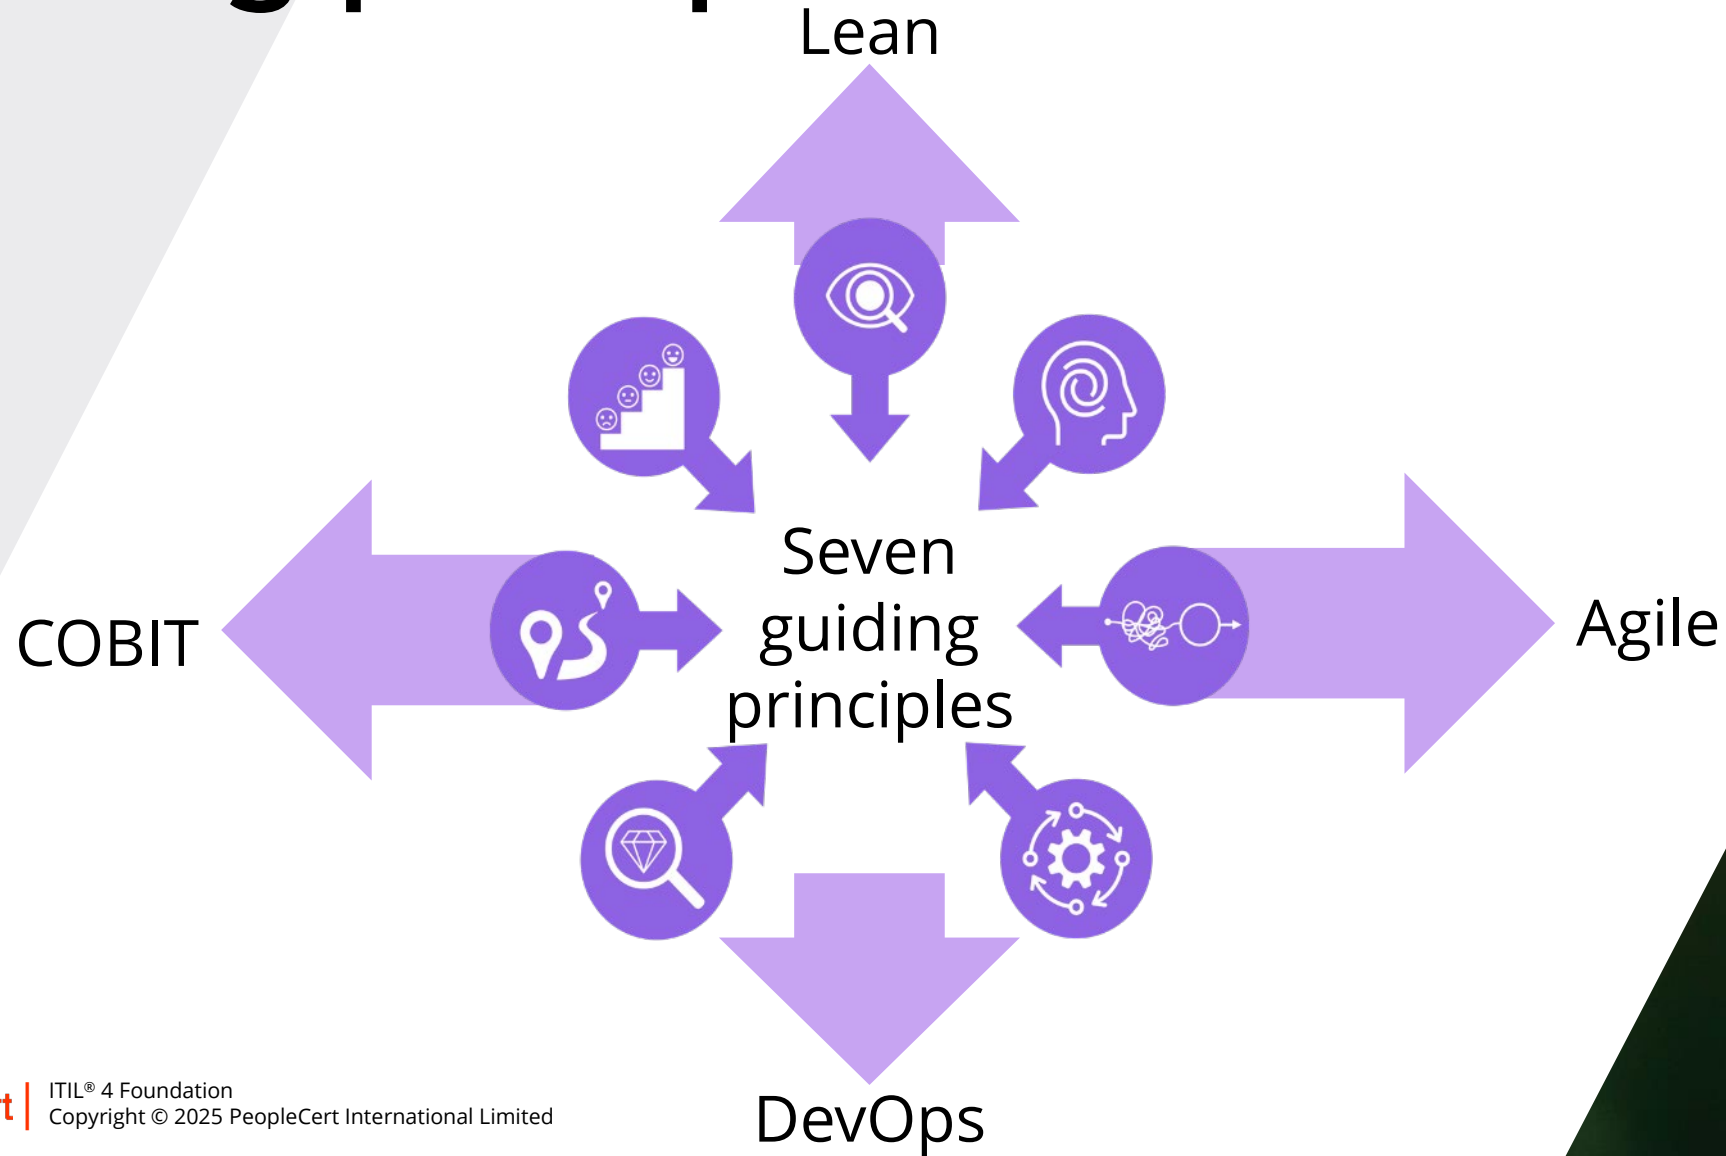 Lean
Seven
guiding
principles
COBIT
Agile
ITIL® 4 Foundation
Copyright © 2025 PeopleCert International Limited
DevOps